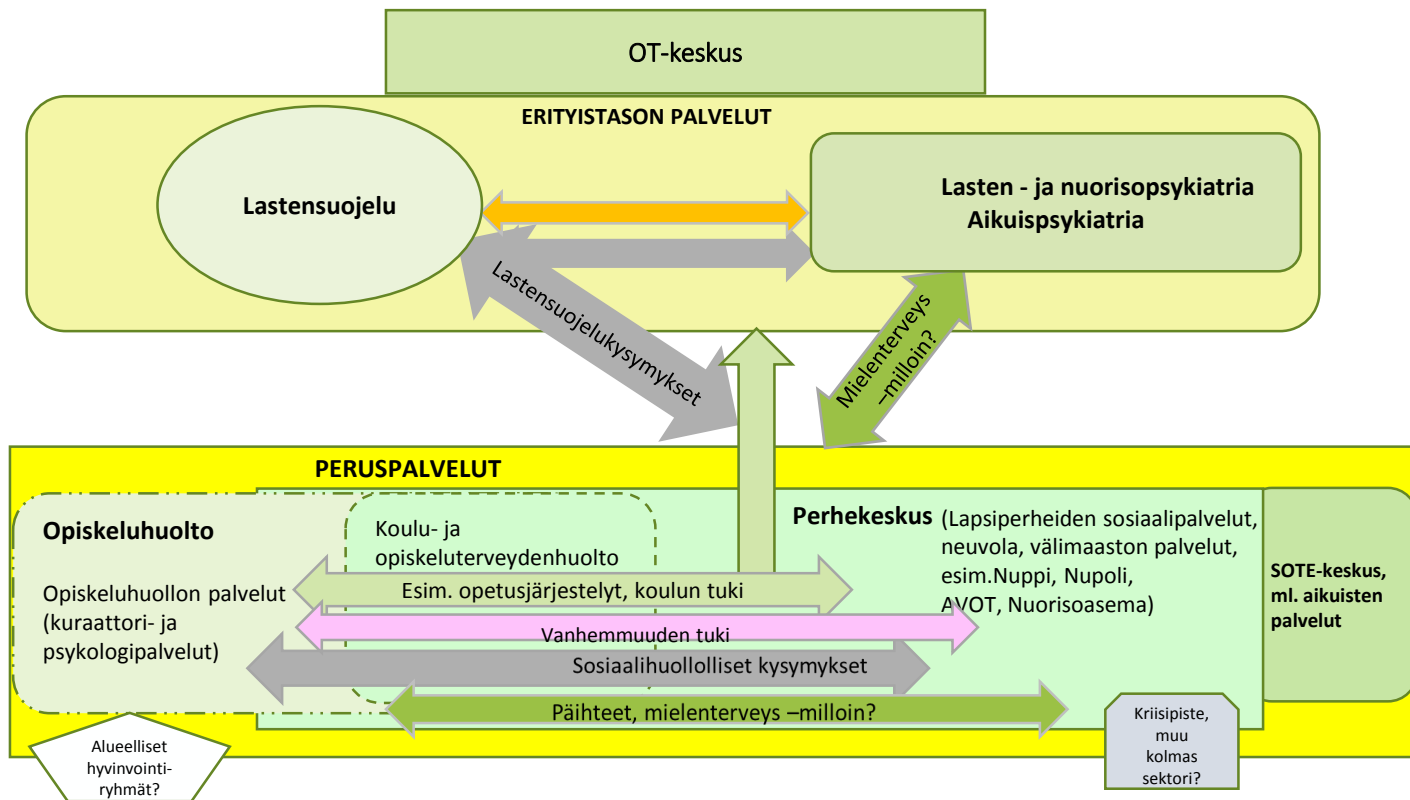 OT-keskus
ERITYISTASON PALVELUT
Lastensuojelu
Lasten - ja nuorisopsykiatria
Aikuispsykiatria
Lastensuojelukysymykset
Mielenterveys
–milloin?
PERUSPALVELUT
Opiskeluhuolto
Opiskeluhuollon palvelut
(kuraattori- ja
psykologipalvelut)
Koulu- ja
opiskeluterveydenhuolto
Perhekeskus (Lapsiperheiden sosiaalipalvelut,
neuvola, välimaaston palvelut,
esim.Nuppi, Nupoli,
AVOT, Nuorisoasema)
SOTE-keskus,
ml. aikuisten
palvelut
Esim. opetusjärjestelyt, koulun tuki
Vanhemmuuden tuki
Sosiaalihuollolliset kysymykset
Päihteet, mielenterveys –milloin?
Alueelliset
hyvinvointi-
ryhmät?
Kriisipiste,
muu
kolmas
sektori?